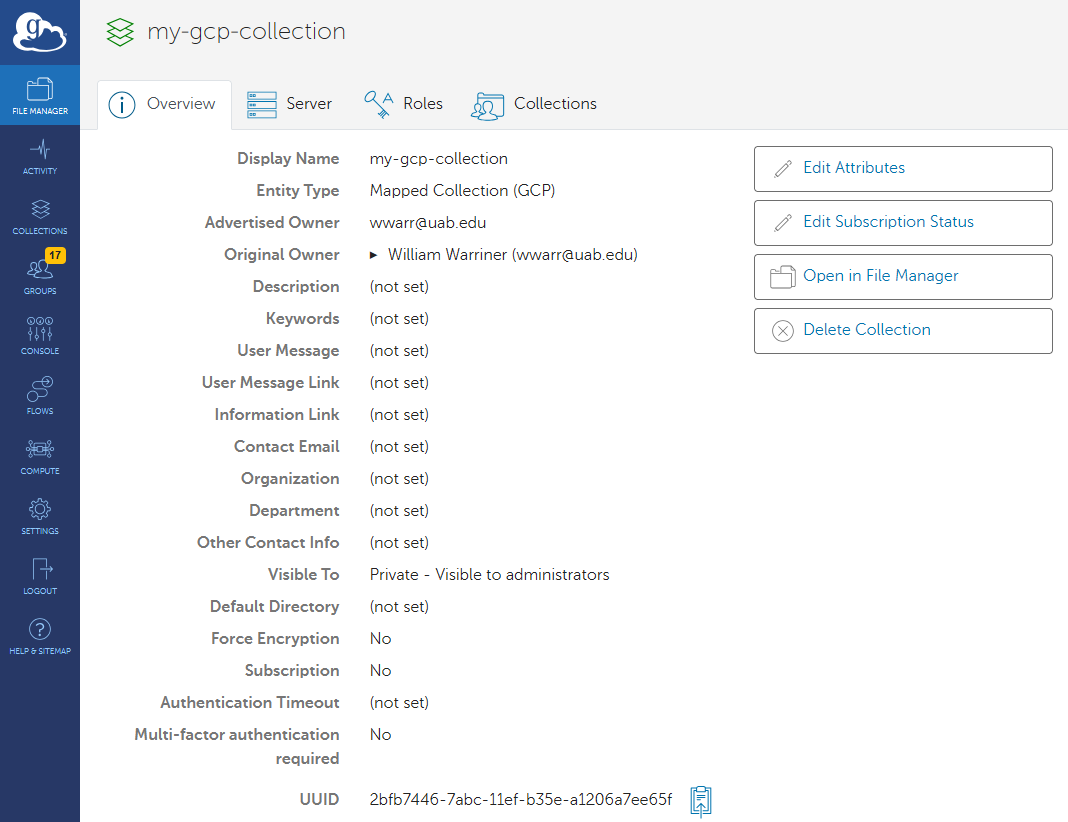 g
my-gcp-collection
FILE MANAGER
ACTIVITY
COLLECTIONS
17
GROUPS
CONSOLE
FLOWS
COMPUTE
SETTINGS
LOGOUT
?
HELP & SITEMAP
i Overview
Server
Roles
Collections
Display Name my-gcp-collection
Entity Type Mapped Collection (GCP)
Advertised Owner wwarr@uab.edu
Original Owner ▸ William Warriner (wwarr@uab.edu)
Description (not set)
Keywords (not set)
User Message (not set)
User Message Link (not set)
Information Link (not set)
Contact Email (not set)
Organization (not set)
Department (not set)
Other Contact Info (not set)
Visible To Private - Visible to administrators
Default Directory (not set)
Force Encryption No
Subscription No
Authentication Timeout (not set)
Multi-factor authentication No
required
UUID 2bfb7446-7abc-11ef-b35e-a1206a7ee65f
Edit Attributes
Edit Subscription Status
Open in File Manager
Delete Collection